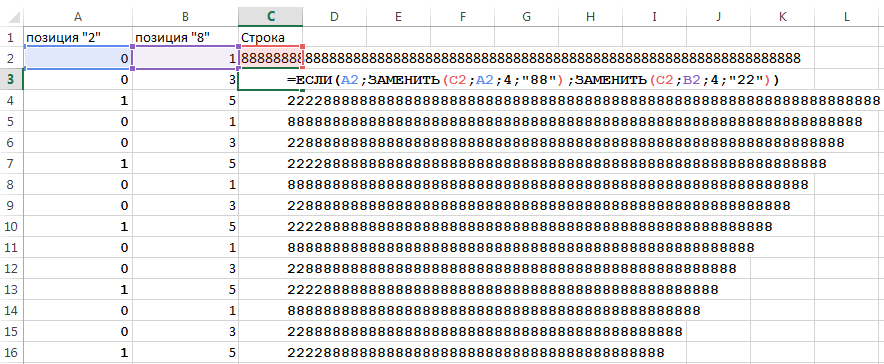 A B C D E F G H I J K L
1 позиция "2" позиция "8" Строка
2 0 1 8888888888888888888888888888888888888888888888888888888888888888888888
3 0 3 =ЕСЛИ(A2;ЗАМЕНИТЬ(C2;A2;4;"88");ЗАМЕНИТЬ(C2;B2;4;"22"))
4 1 5 222288888888888888888888888888888888888888888888888888888888888888
5 0 1 8888888888888888888888888888888888888888888888888888888888888888
6 0 3 22888888888888888888888888888888888888888888888888888888888888
7 1 5 222288888888888888888888888888888888888888888888888888888888
8 0 1 8888888888888888888888888888888888888888888888888888888888
9 0 3 22888888888888888888888888888888888888888888888888888888
10 1 5 222288888888888888888888888888888888888888888888888888
11 0 1 8888888888888888888888888888888888888888888888888888
12 0 3 22888888888888888888888888888888888888888888888888
13 1 5 222288888888888888888888888888888888888888888888
14 0 1 8888888888888888888888888888888888888888888888
15 0 3 22888888888888888888888888888888888888888888
16 1 5 222288888888888888888888888888888888888888